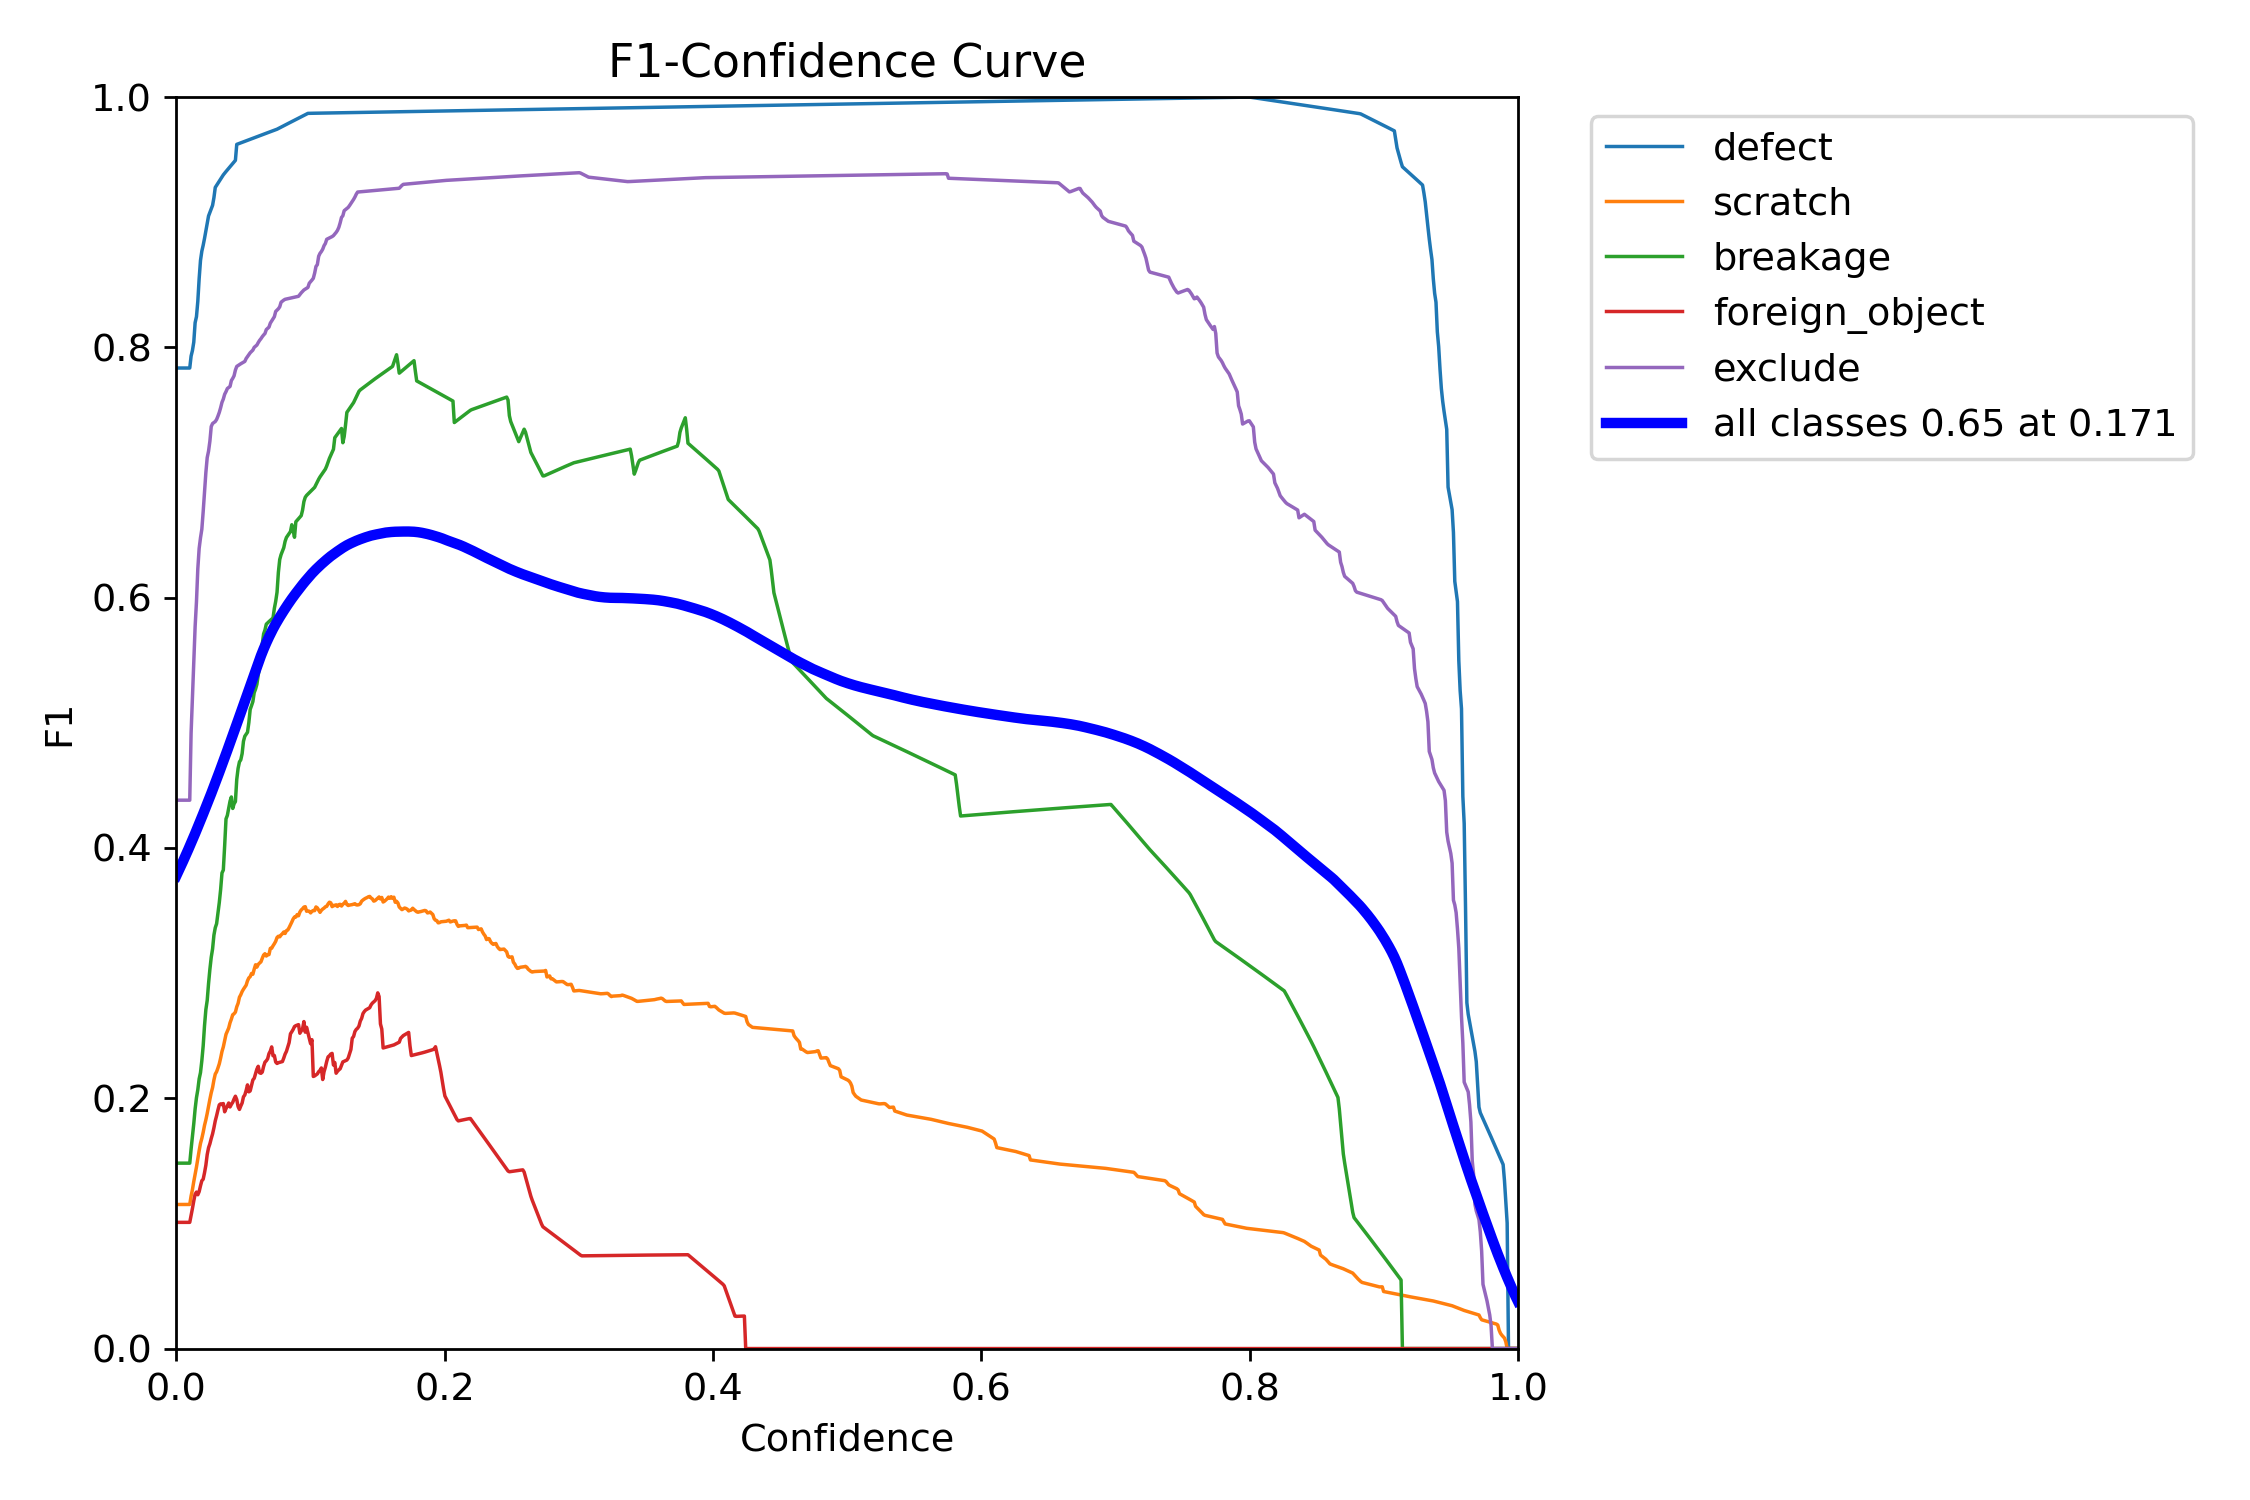 F1-Confidence Curve
1.0
0.8
0.6
0.4
0.2
0.0
F1
0.0 0.2 0.4 0.6 0.8 1.0
Confidence
defect
scratch
breakage
foreign_object
exclude
all classes 0.65 at 0.171